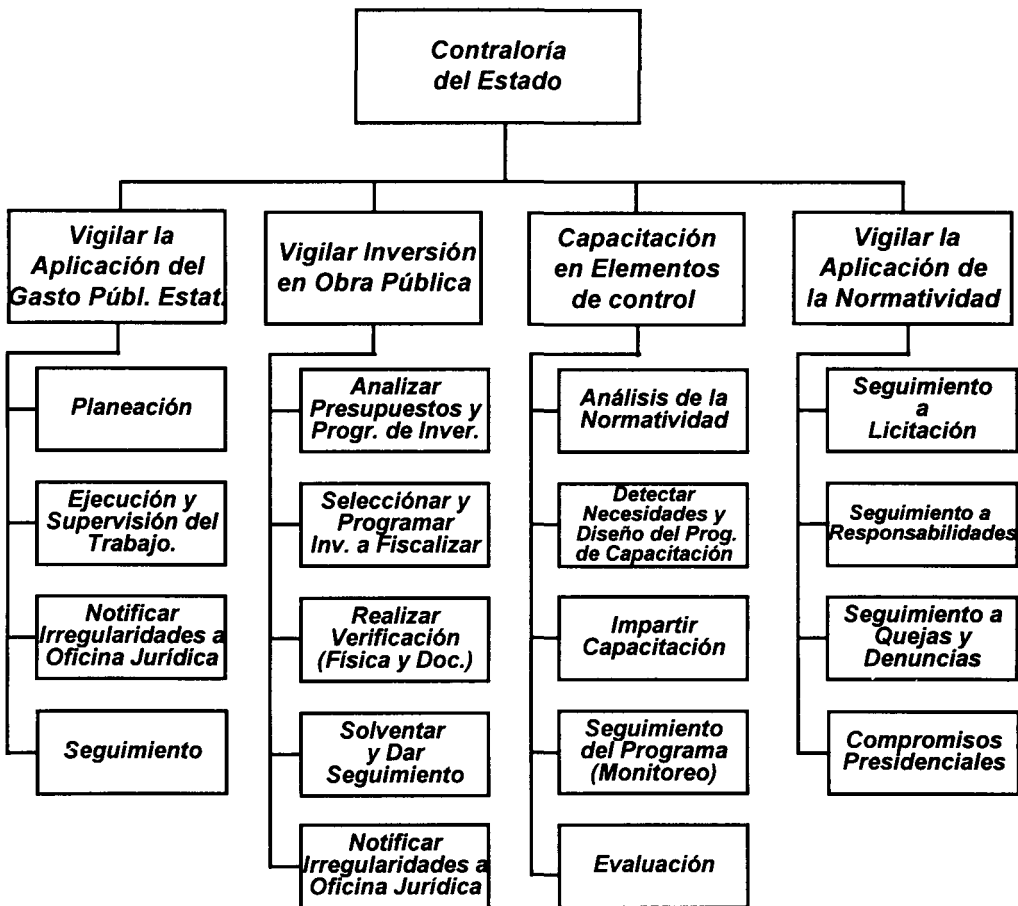 Contraloría
del Estado
Vigilar la
Aplicación del
Gasto Públ. Estat.
Planeación
Ejecución y
Supervisión del
Trabajo.
Notificar
Irregularidades a
Oficina Jurídica
Seguimiento
Vigilar Inversión
en Obra Pública
Analizar
Presupuestos y
Progr. de Inver.
Selecciónar y
Programar
Inv. a Fiscalizar
Realizar
Verificación
(Física y Doc.)
Solventar
y Dar
Seguimiento
Notificar
Irregularidades a
Oficina Jurídica
Capacitación
en Elementos
de control
Análisis de la
Normatividad
Detectar
Necesidades y
Diseño del Prog.
de Capacitación
Impartir
Capacitación
Seguimiento
del Programa
(Monitoreo)
Evaluación
Vigilar la
Aplicación de
la Normatividad
Seguimiento
a
Licitación
Seguimiento a
Responsabilidades
Seguimiento a
Quejas y
Denuncias
Compromisos
Presidenciales